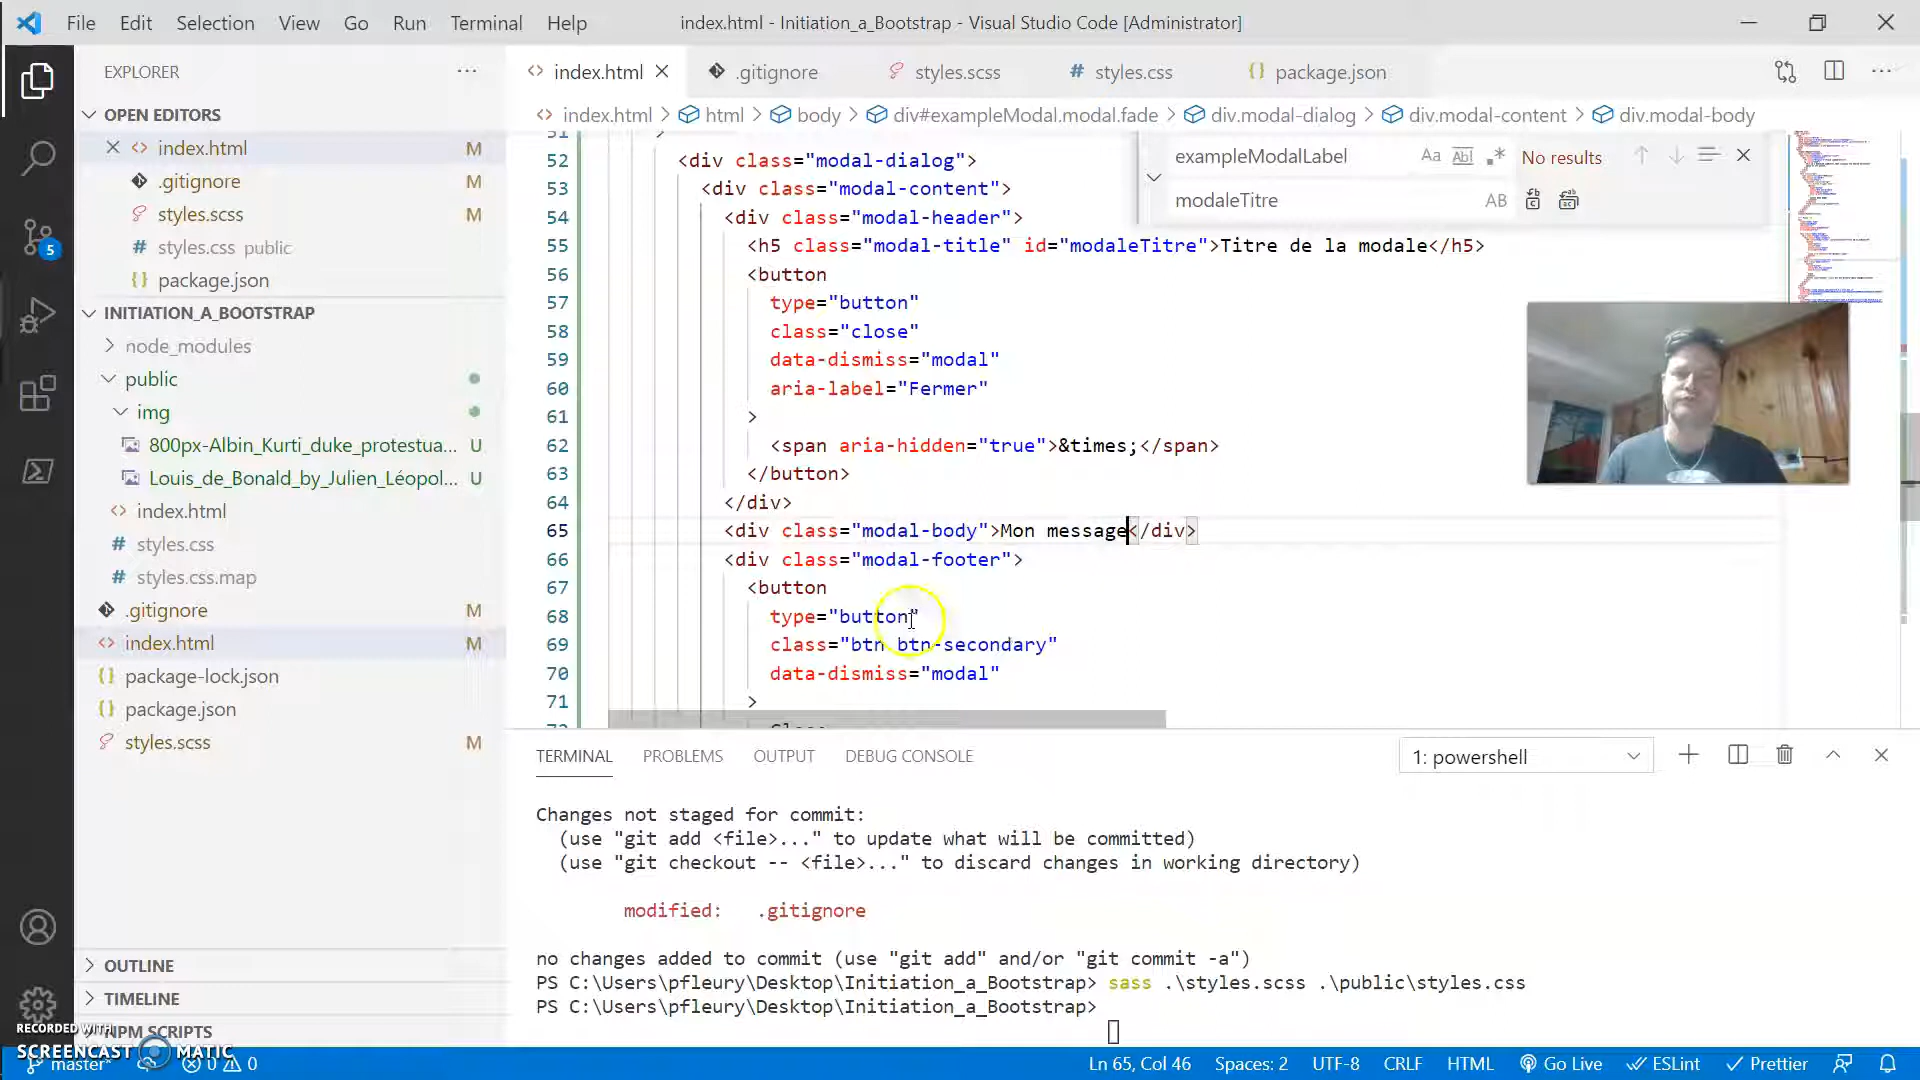 File Edit Selection View Go Run Terminal Help
index.html - Initiation_a_Bootstrap - Visual Studio Code [Administrator]
EXPLORER
OPEN EDITORS
index.html M
.gitignore M
styles.scss M
styles.css public
package.json
INITIATION_A_BOOTSTRAP
node_modules
public
img
800px-Albin_Kurti_duke_protestua... U
Louis_de_Bonald_by_Julien_Léopol... U
index.html
styles.css
styles.css.map
.gitignore M
index.html M
package-lock.json
package.json
styles.scss M
OUTLINE
TIMELINE
NPM SCRIPTS
5
index.html .gitignore styles.scss styles.css package.json
index.html > html > body > div#exampleModal.modal.fade > div.modal-dialog > div.modal-content > div.modal-body
exampleModalLabel Aa Abl No results
modaleTitre AB
51 >
52 <div class="modal-dialog">
53 <div class="modal-content">
54 <div class="modal-header">
55 <h5 class="modal-title" id="modaleTitre">Titre de la modale</h5>
56 <button
57 type="button"
58 class="close"
59 data-dismiss="modal"
60 aria-label="Fermer"
61 >
62 <span aria-hidden="true">&times;</span>
63 </button>
64 </div>
65 <div class="modal-body">Mon message</div>
66 <div class="modal-footer">
67 <button
68 type="button"
69 class="btn btn-secondary"
70 data-dismiss="modal"
71 >
72 Close
TERMINAL PROBLEMS OUTPUT DEBUG CONSOLE
1: powershell
Changes not staged for commit:
(use "git add <file>..." to update what will be committed)
(use "git checkout -- <file>..." to discard changes in working directory)
modified: .gitignore
no changes added to commit (use "git add" and/or "git commit -a")
PS C:\Users\pfleury\Desktop\Initiation_a_Bootstrap> sass .\styles.scss .\public\styles.css
PS C:\Users\pfleury\Desktop\Initiation_a_Bootstrap>
RECORDED WITH
SCREENCAST MATIC
master* 0 0
Ln 65, Col 46 Spaces: 2 UTF-8 CRLF HTML Go Live ESLint Prettier